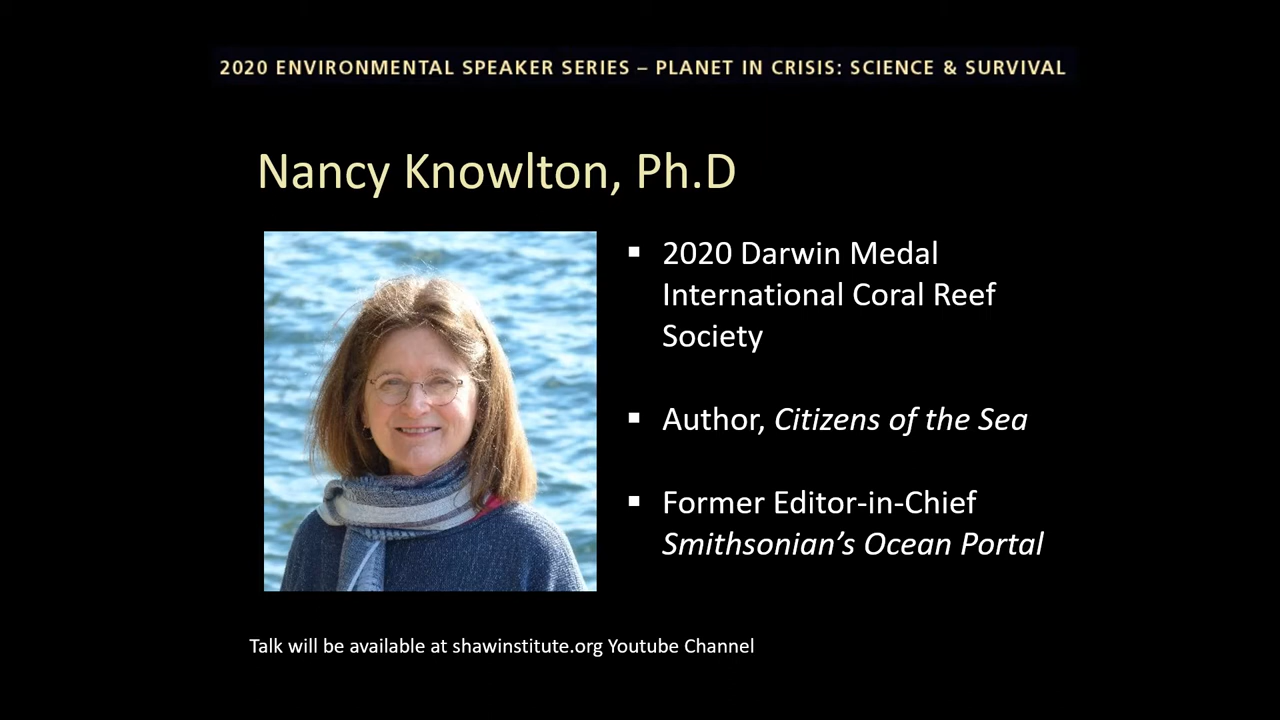 2020 ENVIRONMENTAL SPEAKER SERIES – PLANET IN CRISIS: SCIENCE & SURVIVAL
Nancy Knowlton, Ph.D
▪ 2020 Darwin Medal
International Coral Reef
Society
▪ Author, Citizens of the Sea
▪ Former Editor-in-Chief
Smithsonian’s Ocean Portal
Talk will be available at shawinstitute.org Youtube Channel